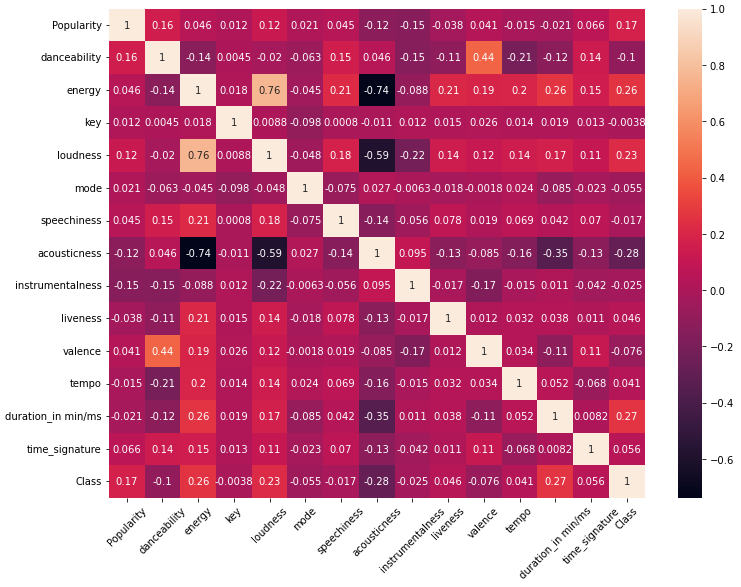 Popularity 1 0.16 0.046 0.012 0.12 0.021 0.045 -0.12 -0.15 -0.038 0.041 -0.015 -0.021 0.066 0.17
danceability 0.16 1 -0.14 0.0045 -0.02 -0.063 0.15 0.046 -0.15 -0.11 0.44 -0.21 -0.12 0.14 -0.1
energy 0.046 -0.14 1 0.018 0.76 -0.045 0.21 -0.74 -0.088 0.21 0.19 0.2 0.26 0.15 0.26
key 0.012 0.0045 0.018 1 0.0088 -0.098 0.0008 -0.011 0.012 0.015 0.026 0.014 0.019 0.013 -0.0038
loudness 0.12 -0.02 0.76 0.0088 1 -0.048 0.18 -0.59 -0.22 0.14 0.12 0.14 0.17 0.11 0.23
mode 0.021 -0.063 -0.045 -0.098 -0.048 1 -0.075 0.027 -0.0063 -0.018 -0.0018 0.024 -0.085 -0.023 -0.055
speechiness 0.045 0.15 0.21 0.0008 0.18 -0.075 1 -0.14 -0.056 0.078 0.019 0.069 0.042 0.07 -0.017
acousticness -0.12 0.046 -0.74 -0.011 -0.59 0.027 -0.14 1 0.095 -0.13 -0.085 -0.16 -0.35 -0.13 -0.28
instrumentalness -0.15 -0.15 -0.088 0.012 -0.22 -0.0063 -0.056 0.095 1 -0.017 -0.17 -0.015 0.011 -0.042 -0.025
liveness -0.038 -0.11 0.21 0.015 0.14 -0.018 0.078 -0.13 -0.017 1 0.012 0.032 0.038 0.011 0.046
valence 0.041 0.44 0.19 0.026 0.12 -0.0018 0.019 -0.085 -0.17 0.012 1 0.034 -0.11 0.11 -0.076
tempo -0.015 -0.21 0.2 0.014 0.14 0.024 0.069 -0.16 -0.015 0.032 0.034 1 0.052 -0.068 0.041
duration_in min/ms -0.021 -0.12 0.26 0.019 0.17 -0.085 0.042 -0.35 0.011 0.038 -0.11 0.052 1 0.0082 0.27
time_signature 0.066 0.14 0.15 0.013 0.11 -0.023 0.07 -0.13 -0.042 0.011 0.11 -0.068 0.0082 1 0.056
Class 0.17 -0.1 0.26 -0.0038 0.23 -0.055 -0.017 -0.28 -0.025 0.046 -0.076 0.041 0.27 0.056 1
Popularity danceability energy key loudness mode speechiness acousticness instrumentalness liveness valence tempo duration_in min/ms time_signature Class
1.0
0.8
0.6
0.4
0.2
0.0
−0.2
−0.4
−0.6